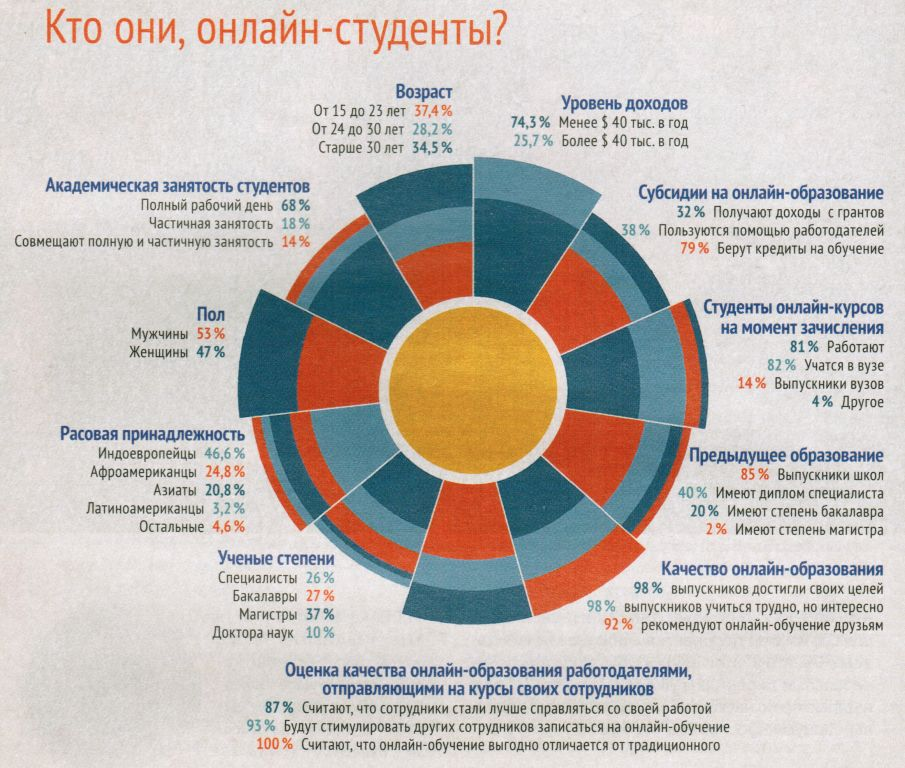 Кто они, онлайн-студенты?
Возраст
От 15 до 23 лет 37,4 %
От 24 до 30 лет 28,2 %
Старше 30 лет 34,5 %
Уровень доходов
74,3 % Менее $ 40 тыс. в год
25,7 % Более $ 40 тыс. в год
Академическая занятость студентов
Полный рабочий день 68 %
Частичная занятость 18 %
Совмещают полную и частичную занятость 14 %
Субсидии на онлайн-образование
32 % Получают доходы с грантов
38 % Пользуются помощью работодателей
79 % Берут кредиты на обучение
Пол
Мужчины 53 %
Женщины 47 %
Студенты онлайн-курсов
на момент зачисления
81 % Работают
82 % Учатся в вузе
14 % Выпускники вузов
4 % Другое
Расовая принадлежность
Индоевропейцы 46,6 %
Афроамериканцы 24,8 %
Азиаты 20,8 %
Латиноамериканцы 3,2 %
Остальные 4,6 %
Предыдущее образование
85 % Выпускники школ
40 % Имеют диплом специалиста
20 % Имеют степень бакалавра
2 % Имеют степень магистра
Ученые степени
Специалисты 26 %
Бакалавры 27 %
Магистры 37 %
Доктора наук 10 %
Качество онлайн-образования
98 % выпускников достигли своих целей
98 % выпускников учиться трудно, но интересно
92 % рекомендуют онлайн-обучение друзьям
Оценка качества онлайн-образования работодателями,
отправляющими на курсы своих сотрудников
87 % Считают, что сотрудники стали лучше справляться со своей работой
93 % Будут стимулировать других сотрудников записаться на онлайн-обучение
100 % Считают, что онлайн-обучение выгодно отличается от традиционного